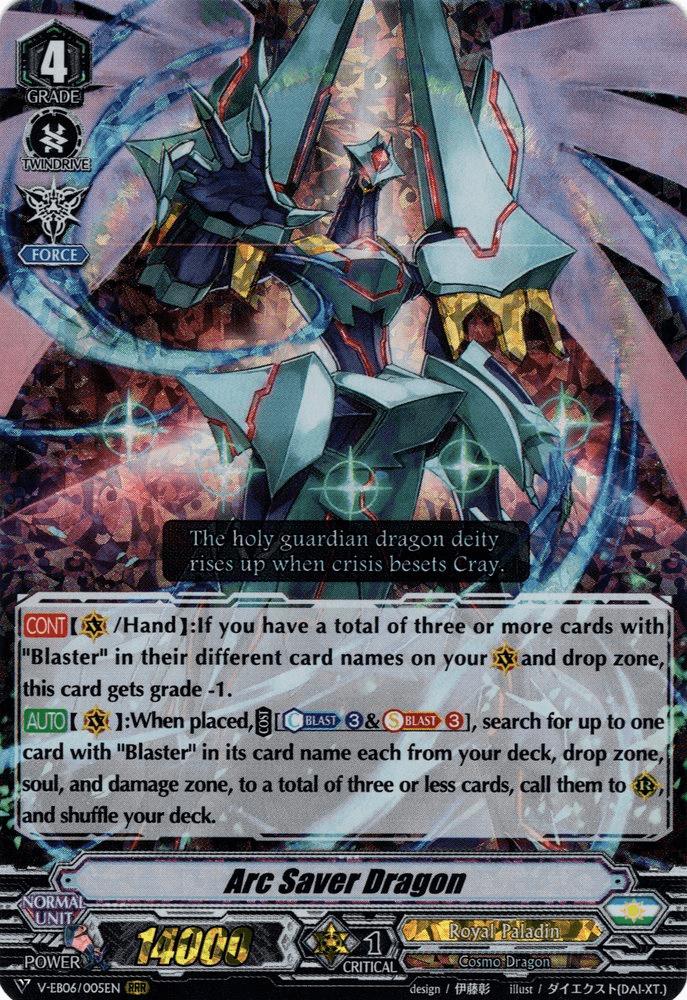 4
GRADE
TWINDRIVE
FORCE
The holy guardian dragon deity
rises up when crisis besets Cray.
CONT【V/Hand】:If you have a total of three or more cards with
"Blaster" in their different card names on your V and drop zone,
this card gets grade -1.
AUTO【V】:When placed, COST [C BLAST 3 & S BLAST 3], search for up to one
card with "Blaster" in its card name each from your deck, drop zone,
soul, and damage zone, to a total of three or less cards, call them to R
and shuffle your deck.
Arc Saver Dragon
NORMAL
UNIT
POWER 14000
1
CRITICAL
Royal Paladin
Cosmo Dragon
V-EB06/005EN RRR
design / 伊藤彰 illust / ダイエクスト(DAI-XT.)